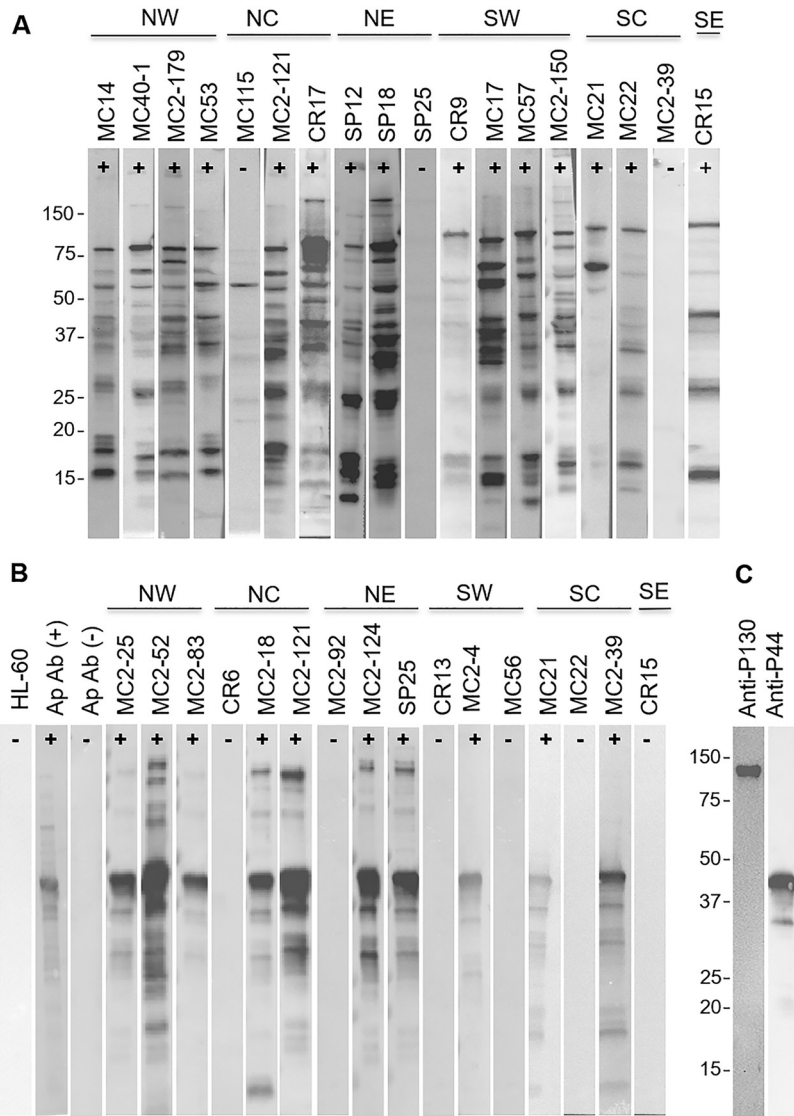 A
NW NC NE SW SC SE
MC14 MC40-1 MC2-179 MC53 MC115 MC2-121 CR17 SP12 SP18 SP25 CR9 MC17 MC57 MC2-150 MC21 MC22 MC2-39 CR15
+ + + + - + + + + - + + + + + + - +
150 -
75 -
50 -
37 -
25 -
20 -
15 -
B
NW NC NE SW SC SE
HL-60 Ap Ab (+) Ap Ab (-) MC2-25 MC2-52 MC2-83 CR6 MC2-18 MC2-121 MC2-92 MC2-124 SP25 CR13 MC2-4 MC56 MC21 MC22 MC2-39 CR15
- + - + + + - + + - + + - + - + - + -
C
Anti-P130 Anti-P44
150 -
75 -
50 -
37 -
25 -
20 -
15 -